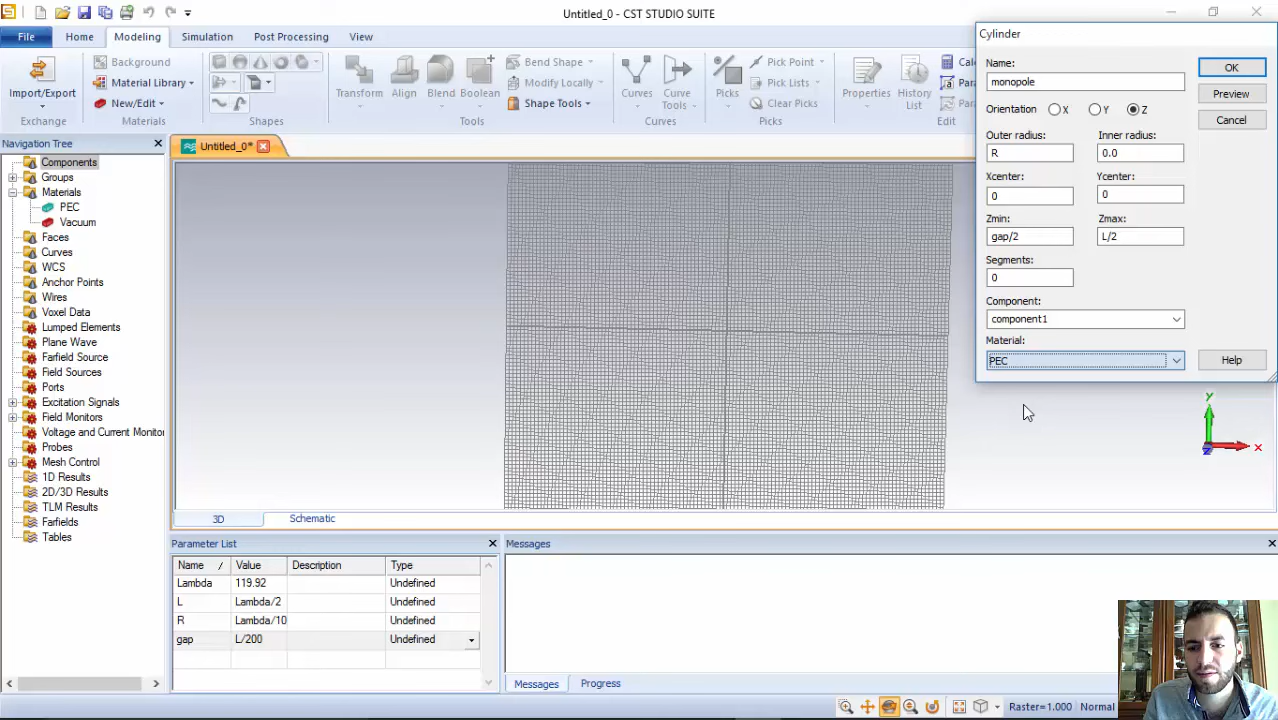 Untitled_0 - CST STUDIO SUITE
File
Home
Modeling
Simulation
Post Processing
View
Import/Export
Exchange
Background
Material Library
New/Edit
Materials
Shapes
Transform
Align
Blend
Boolean
Bend Shape
Modify Locally
Shape Tools
Tools
Curves
Curve
Tools
Curves
Picks
Pick Point
Pick Lists
Clear Picks
Picks
Properties
History
List
Edit
Cylinder
Name:
monopole
Orientation X Y Z
Outer radius: Inner radius:
R 0.0
Xcenter: Ycenter:
0 0
Zmin: Zmax:
gap/2 L/2
Segments:
0
Component:
component1
Material:
PEC
OK
Preview
Cancel
Help
Navigation Tree
Components
Groups
Materials
PEC
Vacuum
Faces
Curves
WCS
Anchor Points
Wires
Voxel Data
Lumped Elements
Plane Wave
Farfield Source
Field Sources
Ports
Excitation Signals
Field Monitors
Voltage and Current Monitor
Probes
Mesh Control
1D Results
2D/3D Results
TLM Results
Farfields
Tables
Untitled_0*
Y
X
3D
Schematic
Parameter List
Name Value Description Type
Lambda 119.92 Undefined
L Lambda/2 Undefined
R Lambda/10 Undefined
gap L/200 Undefined
Messages
Messages
Progress
Raster=1.000
Normal